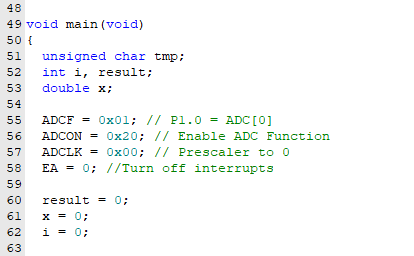 48
49 void main(void)
50 {
51 unsigned char tmp;
52 int i, result;
53 double x;
54
55 ADCF = 0x01; // P1.0 = ADC[0]
56 ADCON = 0x20; // Enable ADC Function
57 ADCLK = 0x00; // Prescaler to 0
58 EA = 0; //Turn off interrupts
59
60 result = 0;
61 x = 0;
62 i = 0;
63